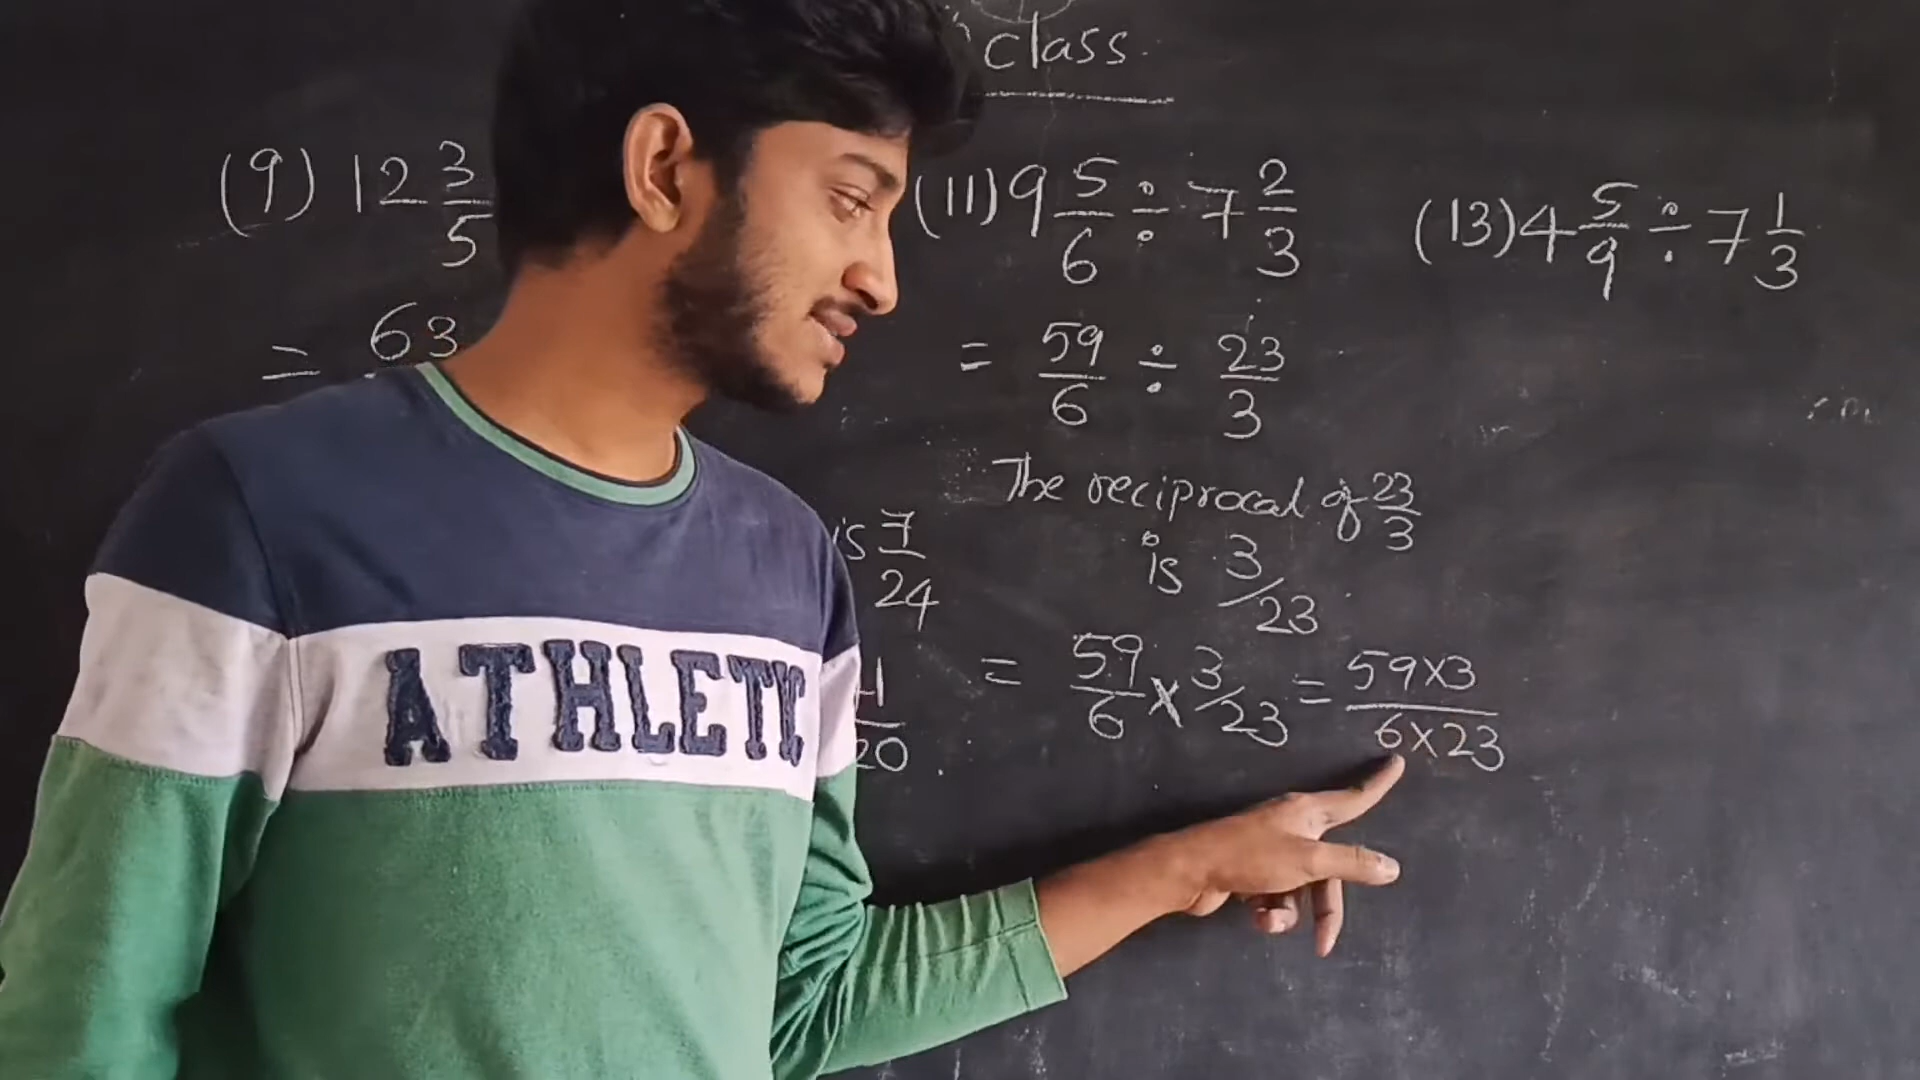 class
(9) 12 3/5
= 63
is 7/24
1
20
(11) 9 5/6 ÷ 7 2/3
= 59/6 ÷ 23/3
The reciprocal of 23/3
is 3/23
= 59/6 × 3/23 = 59×3/6×23
(13) 4 5/9 ÷ 7 1/3
ATHLETIC